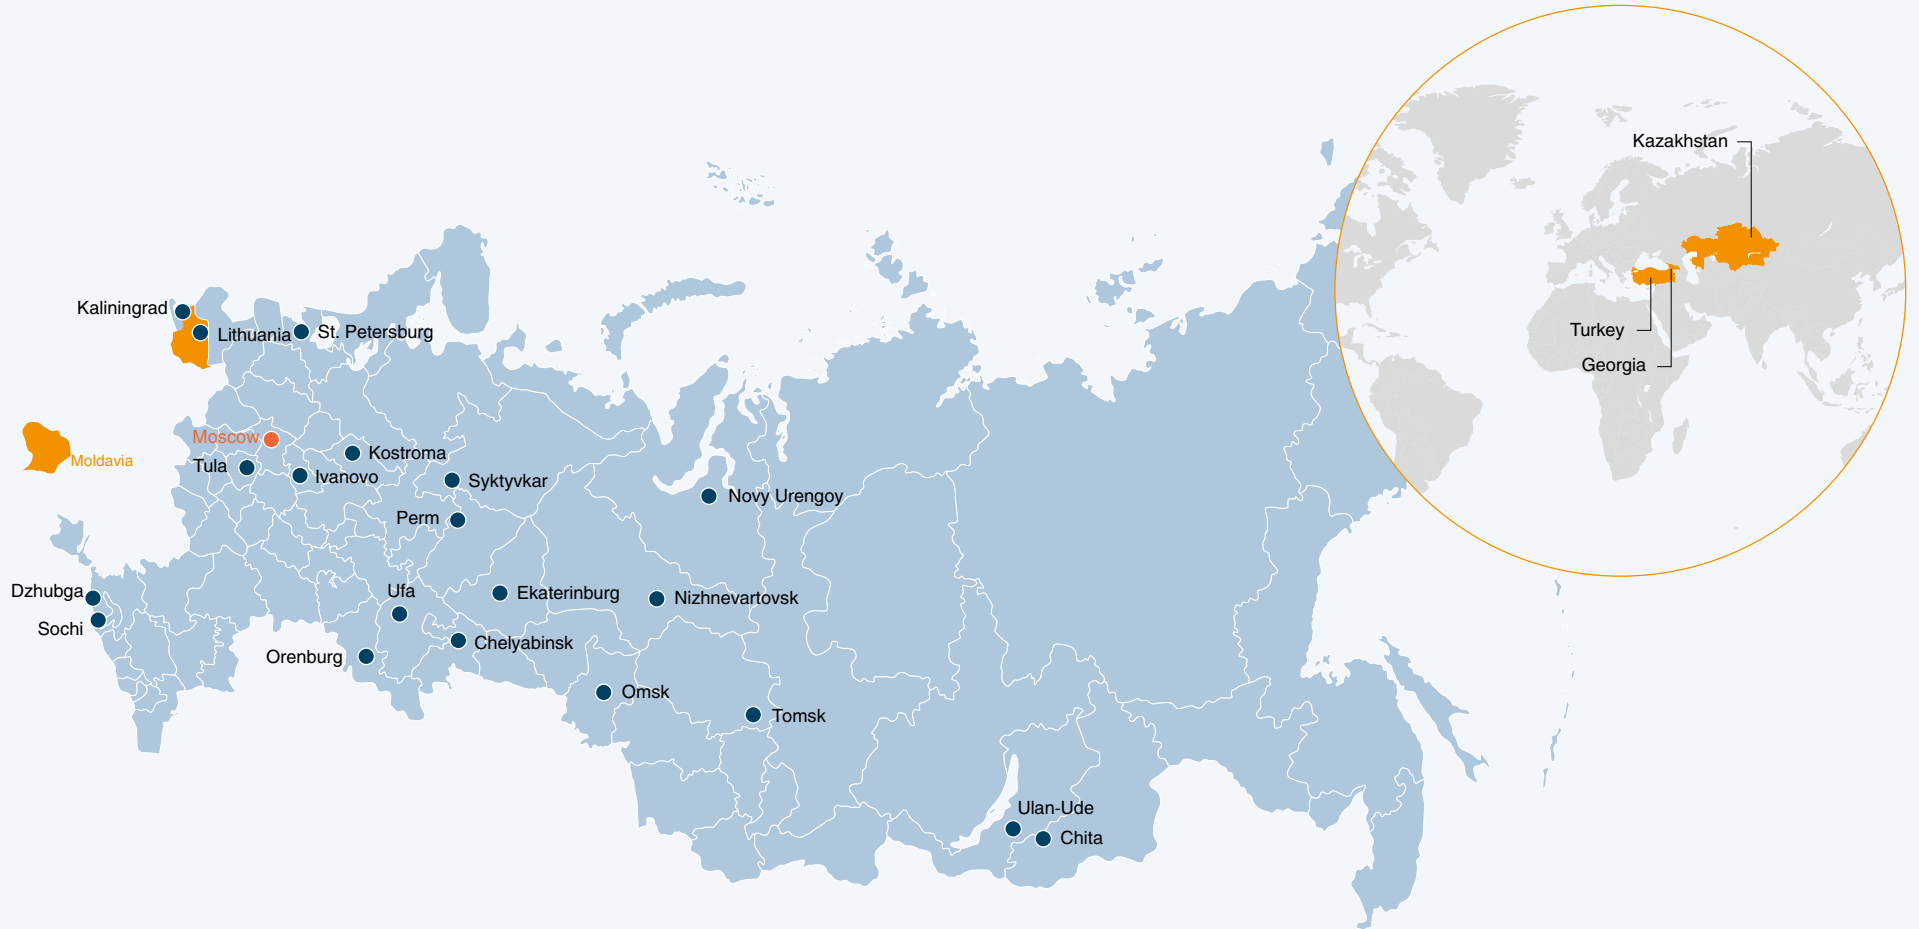 Kazakhstan
Kaliningrad
Lithuania
St. Petersburg
Turkey
Georgia
Moscow
Moldavia
Kostroma
Tula
Ivanovo
Syktyvkar
Novy Urengoy
Perm
Dzhubga
Ufa
Ekaterinburg
Nizhnevartovsk
Sochi
Chelyabinsk
Orenburg
Omsk
Tomsk
Ulan-Ude
Chita